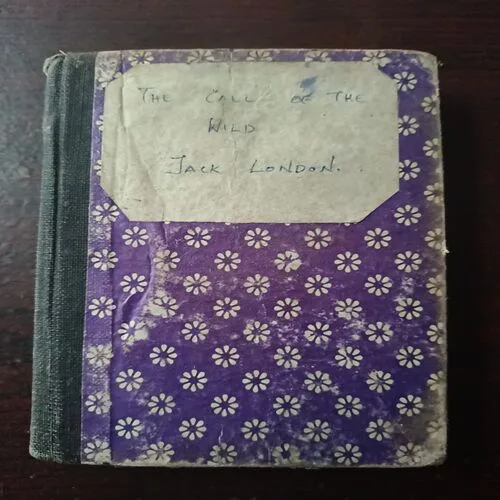 THE CALL OF THE
WILD
JACK LONDON.